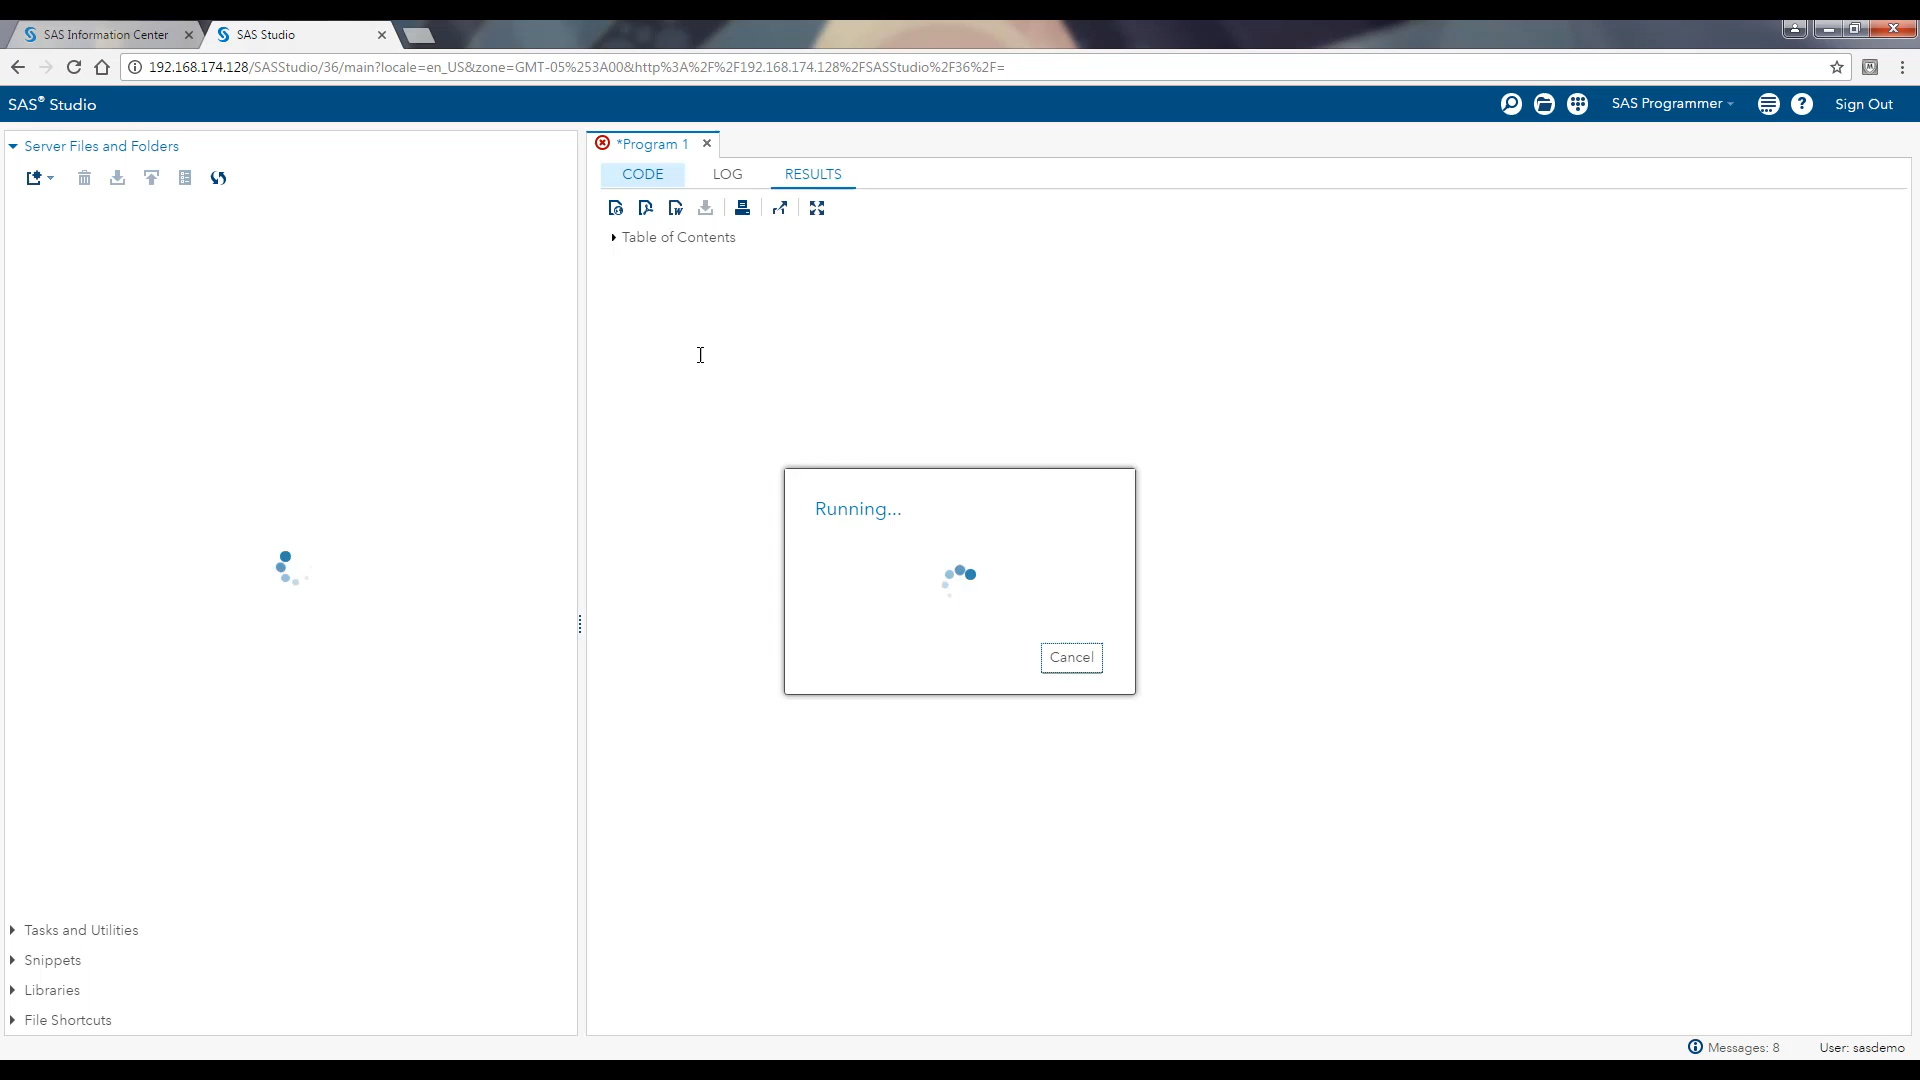 SAS Information Center
SAS Studio
192.168.174.128/SASStudio/36/main?locale=en_US&zone=GMT-05%253A00&http%3A%2F%2F192.168.174.128%2FSASStudio%2F36%2F=
SAS® Studio
SAS Programmer
Sign Out
Server Files and Folders
*Program 1
CODE
LOG
RESULTS
Table of Contents
Running...
Cancel
Tasks and Utilities
Snippets
Libraries
File Shortcuts
Messages: 8
User: sasdemo